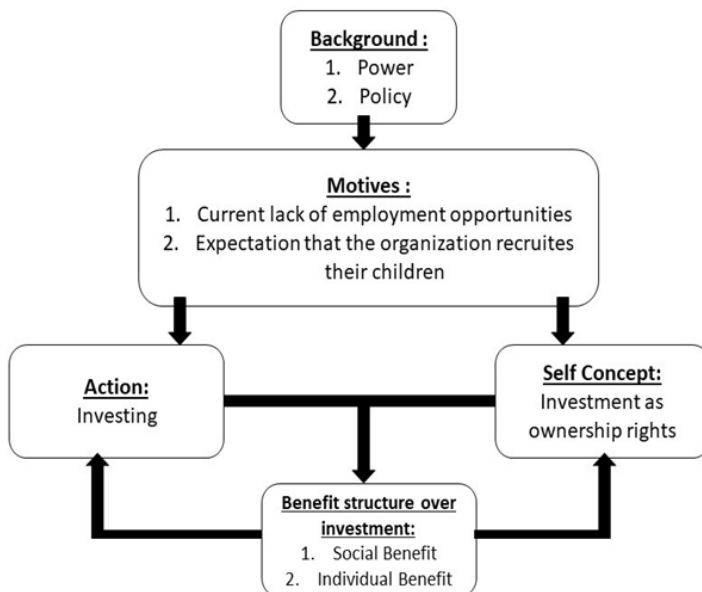 Background :
1. Power
2. Policy
Motives :
1. Current lack of employment opportunities
2. Expectation that the organization recruites
their children
Action:
Investing
Self Concept:
Investment as
ownership rights
Benefit structure over
investment:
1. Social Benefit
2. Individual Benefit